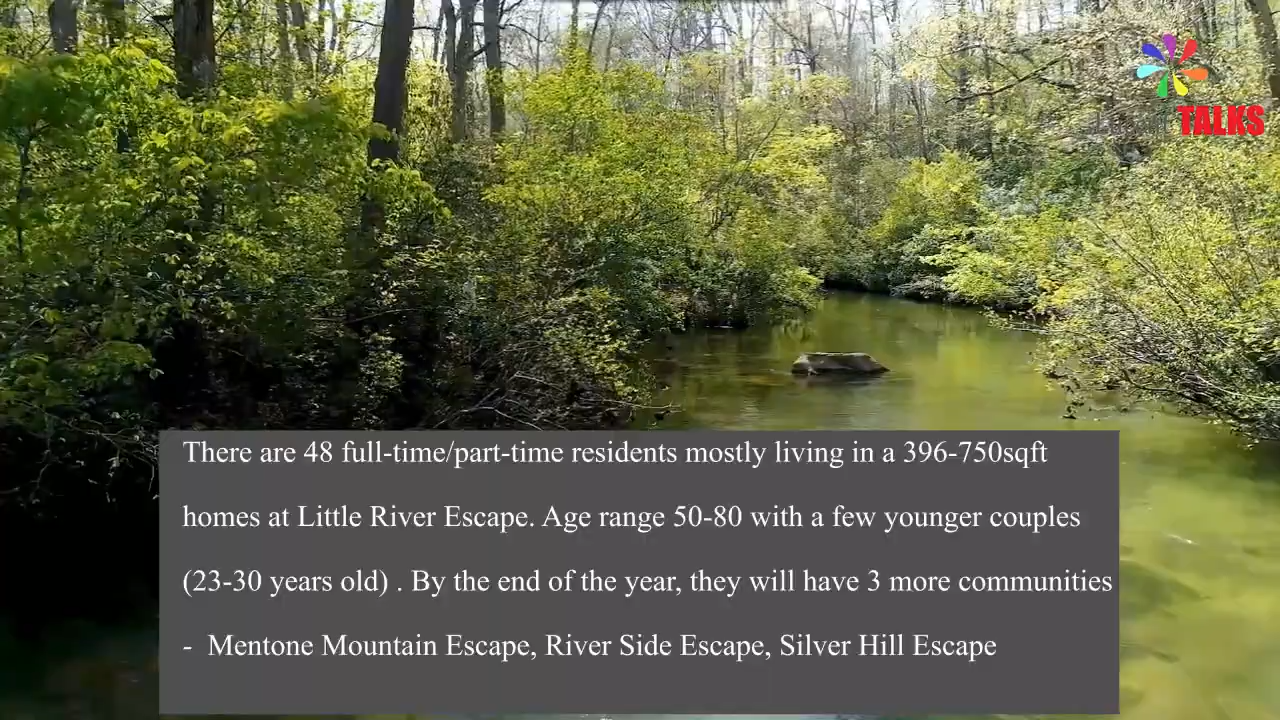 TALKS
There are 48 full-time/part-time residents mostly living in a 396-750sqft
homes at Little River Escape. Age range 50-80 with a few younger couples
(23-30 years old) . By the end of the year, they will have 3 more communities
- Mentone Mountain Escape, River Side Escape, Silver Hill Escape